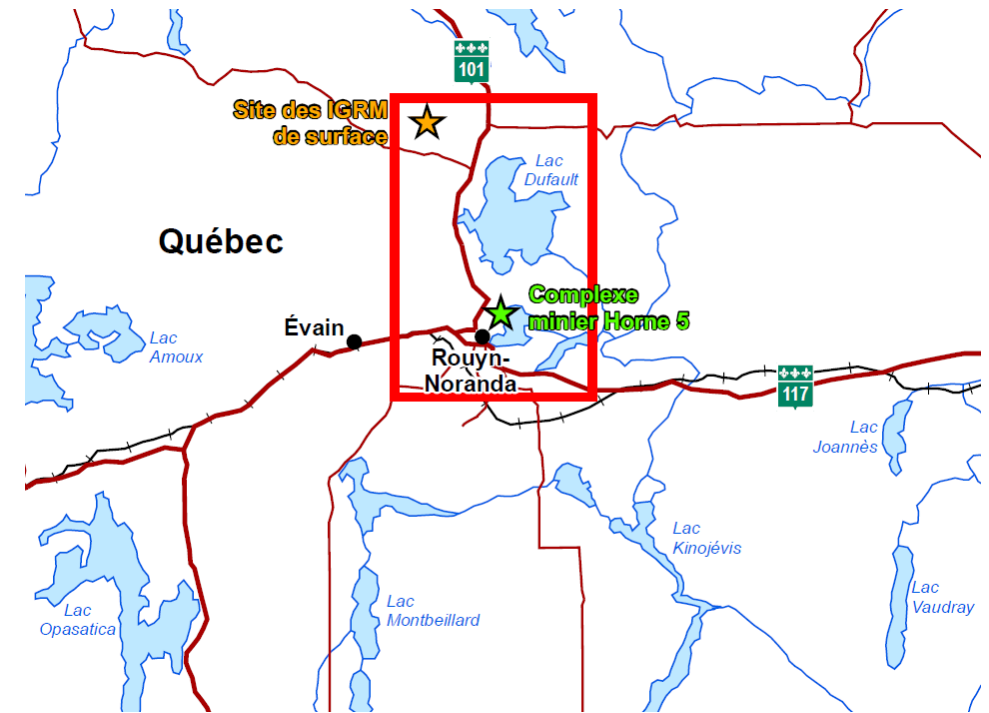 101
Site des IGRM
de surface
Lac
Dufault
Québec
Complexe
minier Horne 5
Évain
Lac
Amoux
Rouyn-
Noranda
117
Lac
Joannès
Lac
Kinojévis
Lac
Vaudray
Lac
Montbeillard
Lac
Opasatica